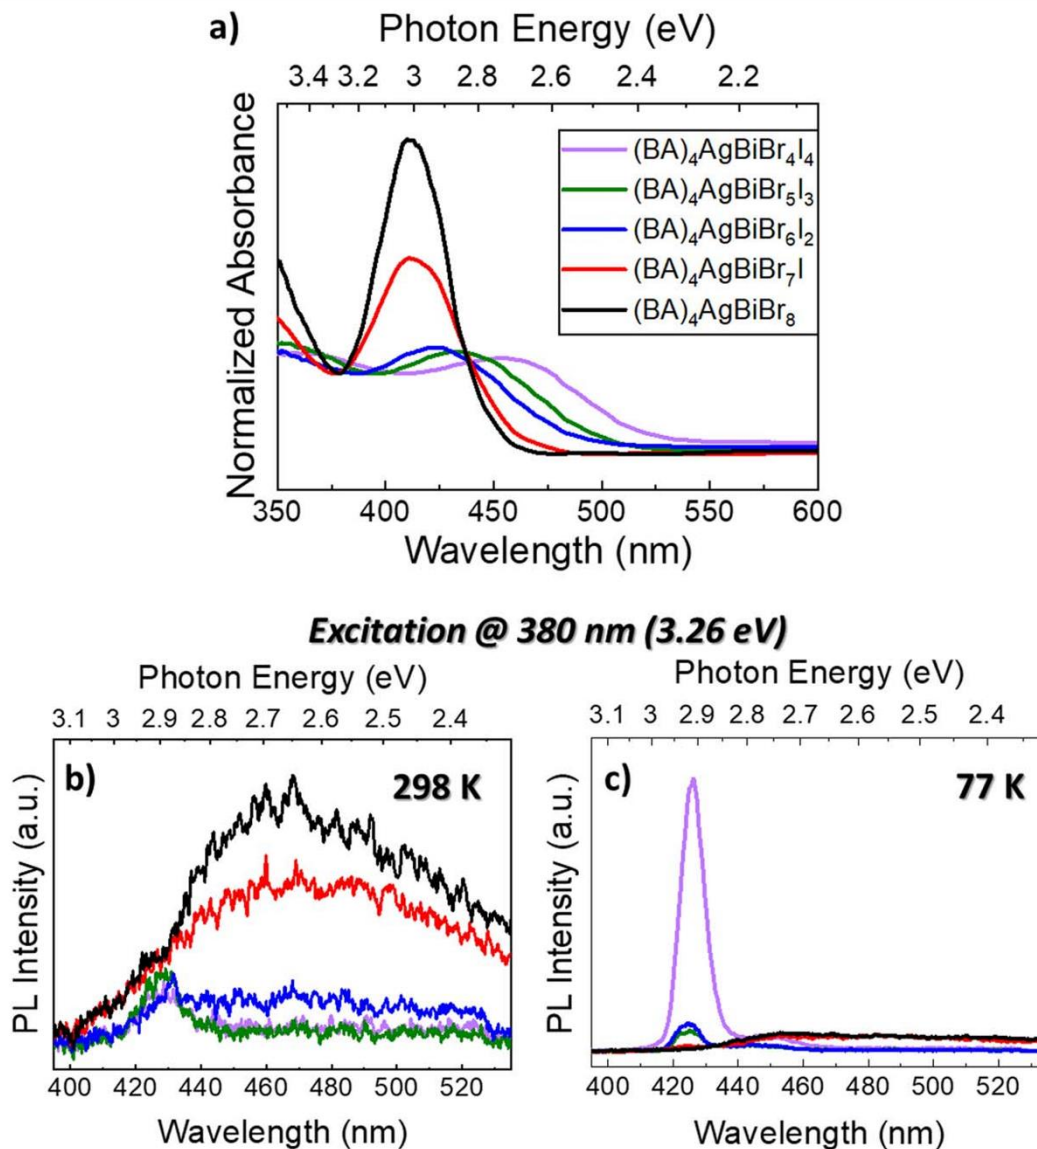 a)
Photon Energy (eV)
3.4 3.2 3 2.8 2.6 2.4 2.2
Normalized Absorbance
(BA)₄AgBiBr₄I₄
(BA)₄AgBiBr₅I₃
(BA)₄AgBiBr₆I₂
(BA)₄AgBiBr₇I
(BA)₄AgBiBr₈
350 400 450 500 550 600
Wavelength (nm)
Excitation @ 380 nm (3.26 eV)
Photon Energy (eV)
3.1 3 2.9 2.8 2.7 2.6 2.5 2.4
b)
298 K
PL Intensity (a.u.)
400 420 440 460 480 500 520
Wavelength (nm)
Photon Energy (eV)
3.1 3 2.9 2.8 2.7 2.6 2.5 2.4
c)
77 K
PL Intensity (a.u.)
400 420 440 460 480 500 520
Wavelength (nm)